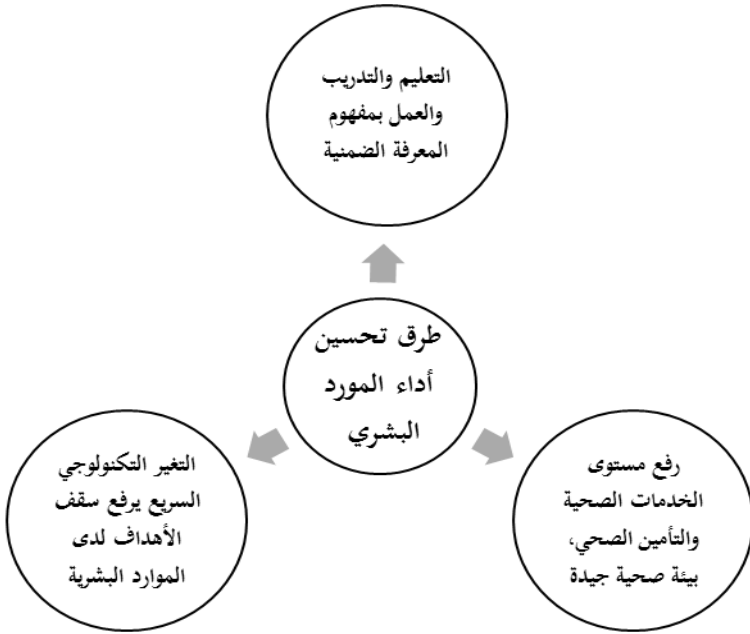 التعليم والتدريب
والعمل بمفهوم
المعرفة الضمنية
طرق تحسين
أداء المورد
البشري
رفع مستوى
الخدمات الصحية
والتأمين الصحي،
بيئة صحية جيدة
التغير التكنولوجي
السريع يرفع سقف
الأهداف لدى
الموارد البشرية